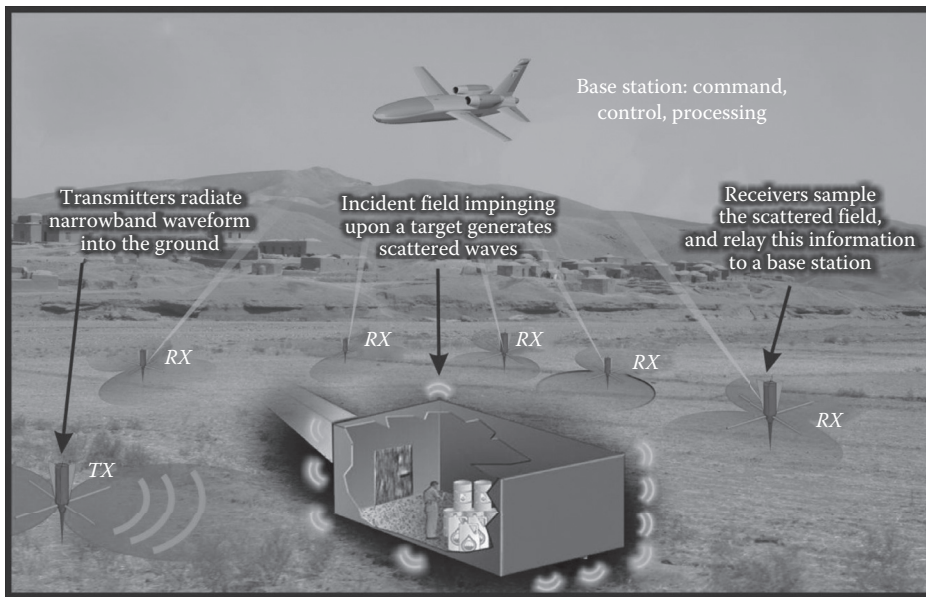 Base station: command,
control, processing
Transmitters radiate
narrowband waveform
into the ground
Incident field impinging
upon a target generates
scattered waves
Receivers sample
the scattered field,
and relay this information
to a base station
RX
RX
RX
RX
RX
TX